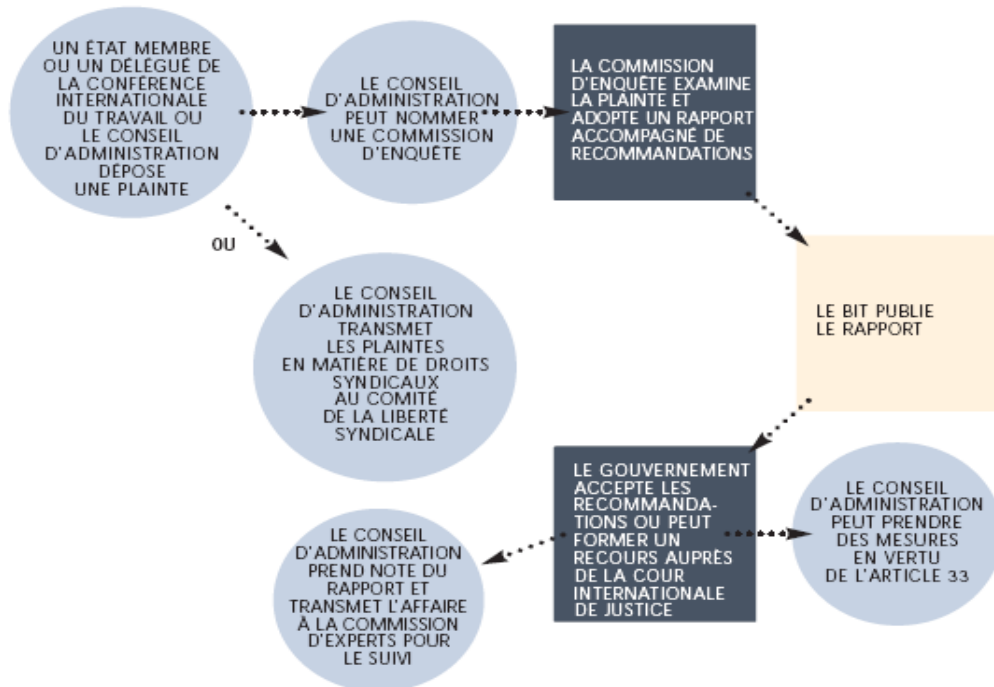 UN ÉTAT MEMBRE
OU UN DÉLÉGUÉ DE
LA CONFÉRENCE
INTERNATIONALE
DU TRAVAIL OU
LE CONSEIL
D'ADMINISTRATION
DÉPOSE
UNE PLAINTE
LE CONSEIL
D'ADMINISTRATION
PEUT NOMMER
UNE COMMISSION
D'ENQUÊTE
LA COMMISSION
D'ENQUÊTE EXAMINE
LA PLAINTE ET
ADOPTE UN RAPPORT
ACCOMPAGNÉ DE
RECOMMANDATIONS
OU
LE CONSEIL
D'ADMINISTRATION
TRANSMET
LES PLAINTES
EN MATIÈRE DE DROITS
SYNDICAUX
AU COMITÉ
DE LA LIBERTÉ
SYNDICALE
LE BIT PUBLIE
LE RAPPORT
LE GOUVERNEMENT
ACCEPTE LES
RECOMMANDA-
TIONS OU PEUT
FORMER UN
RECOURS AUPRÈS
DE LA COUR
INTERNATIONALE
DE JUSTICE
LE CONSEIL
D'ADMINISTRATION
PEUT PRENDRE
DES MESURES
EN VERTU
DE L'ARTICLE 33
LE CONSEIL
D'ADMINISTRATION
PREND NOTE DU
RAPPORT ET
TRANSMET L'AFFAIRE
À LA COMMISSION
D'EXPERTS POUR
LE SUIVI